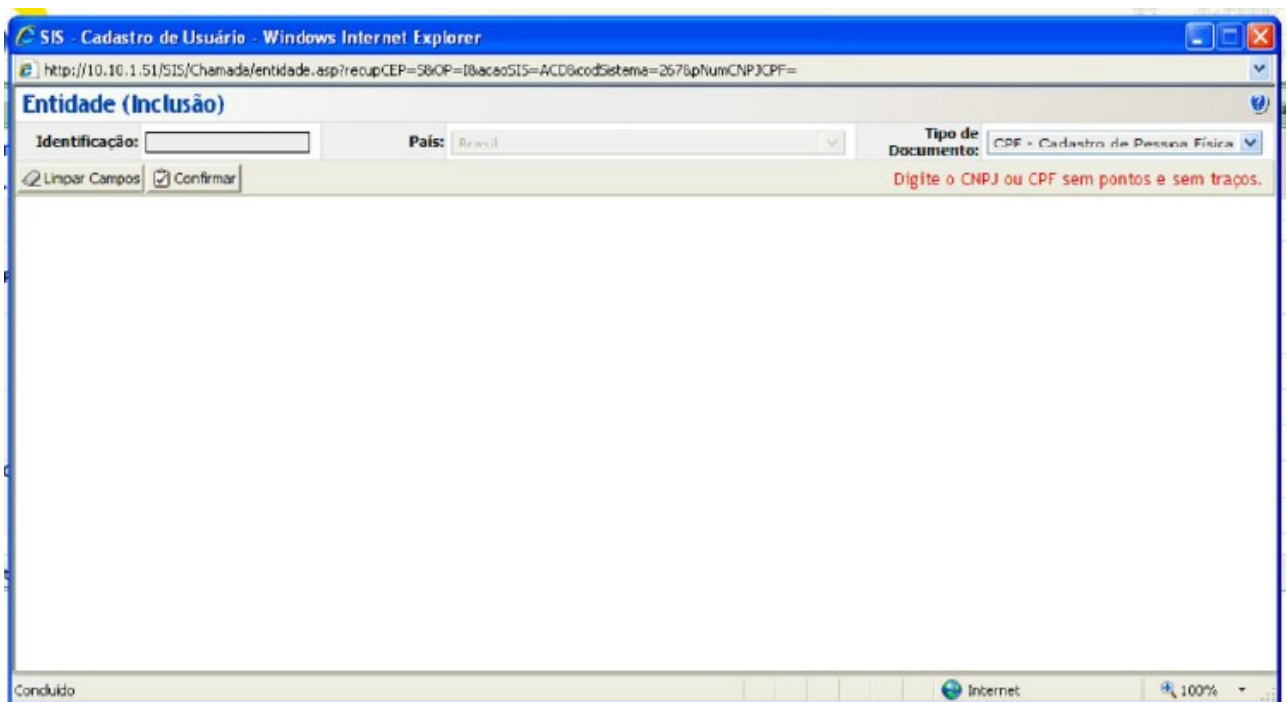 SIS - Cadastro de Usuário - Windows Internet Explorer
http://10.10.1.51/SIS/Chamada/entidade.asp?recupCEP=S&OP=I&acaoSIS=ACD&codSistema=267&pNumCNPJCPF=
Entidade (Inclusão)
Identificação: País: Brasil Tipo de Documento: CPF - Cadastro de Pessoa Física
Limpar Campos Confirmar Digite o CNPJ ou CPF sem pontos e sem traços.
Concluído Internet 100%